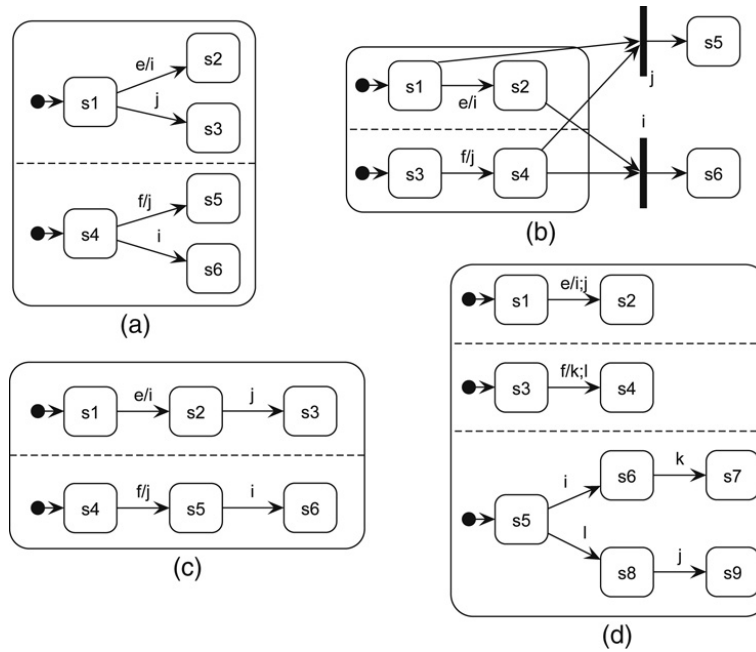 e/i
s2
s1
j
s3
f/j
s5
s4
i
s6
(a)
s5
s1
s2
e/i
j
i
f/j
s3
s4
s6
(b)
e/i;j
s1
s2
f/k;l
s3
s4
k
i
s6
s7
s5
l
j
s8
s9
(d)
e/i
j
s1
s2
s3
f/j
i
s4
s5
s6
(c)